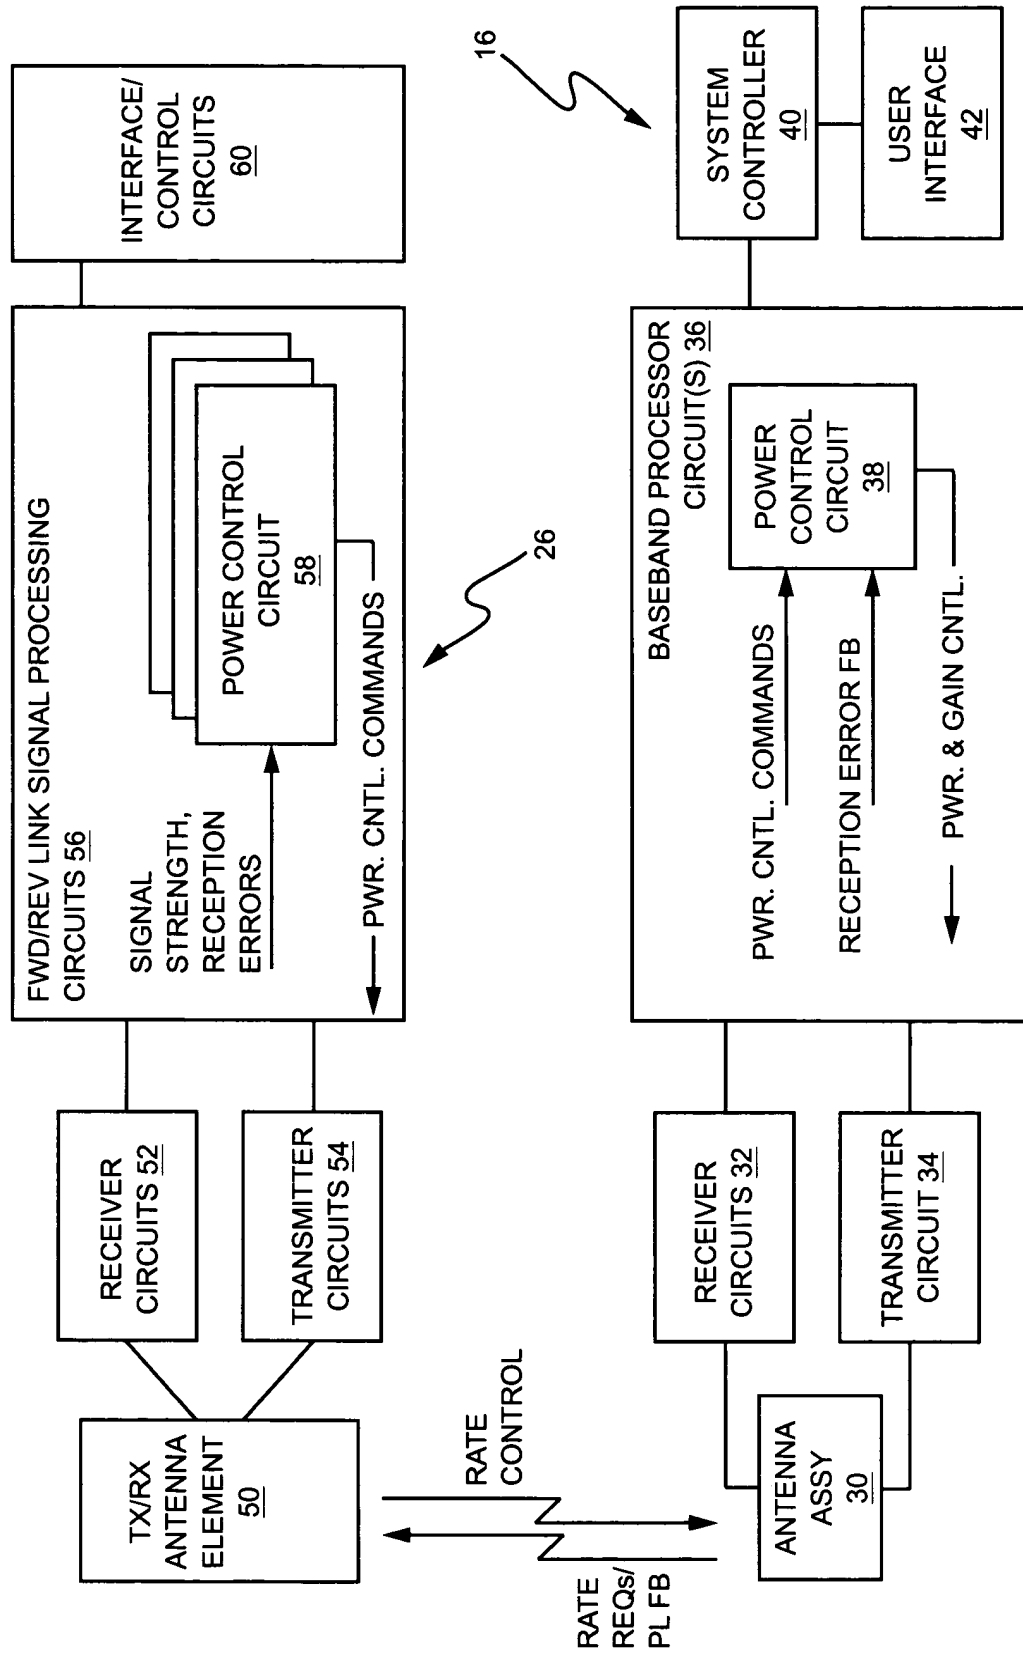 TX/RX
ANTENNA
ELEMENT
50
RECEIVER
CIRCUITS 52
TRANSMITTER
CIRCUITS 54
FWD/REV LINK SIGNAL PROCESSING
CIRCUITS 56
SIGNAL
STRENGTH,
RECEPTION
ERRORS
POWER CONTROL
CIRCUIT
58
PWR. CNTL. COMMANDS
INTERFACE/
CONTROL
CIRCUITS
60
26
16
RATE
CONTROL
RATE
REQs/
PL FB
ANTENNA
ASSY
30
RECEIVER
CIRCUITS 32
TRANSMITTER
CIRCUIT 34
BASEBAND PROCESSOR
CIRCUIT(S) 36
PWR. CNTL. COMMANDS
RECEPTION ERROR FB
POWER
CONTROL
CIRCUIT
38
PWR. & GAIN CNTL.
SYSTEM
CONTROLLER
40
USER
INTERFACE
42